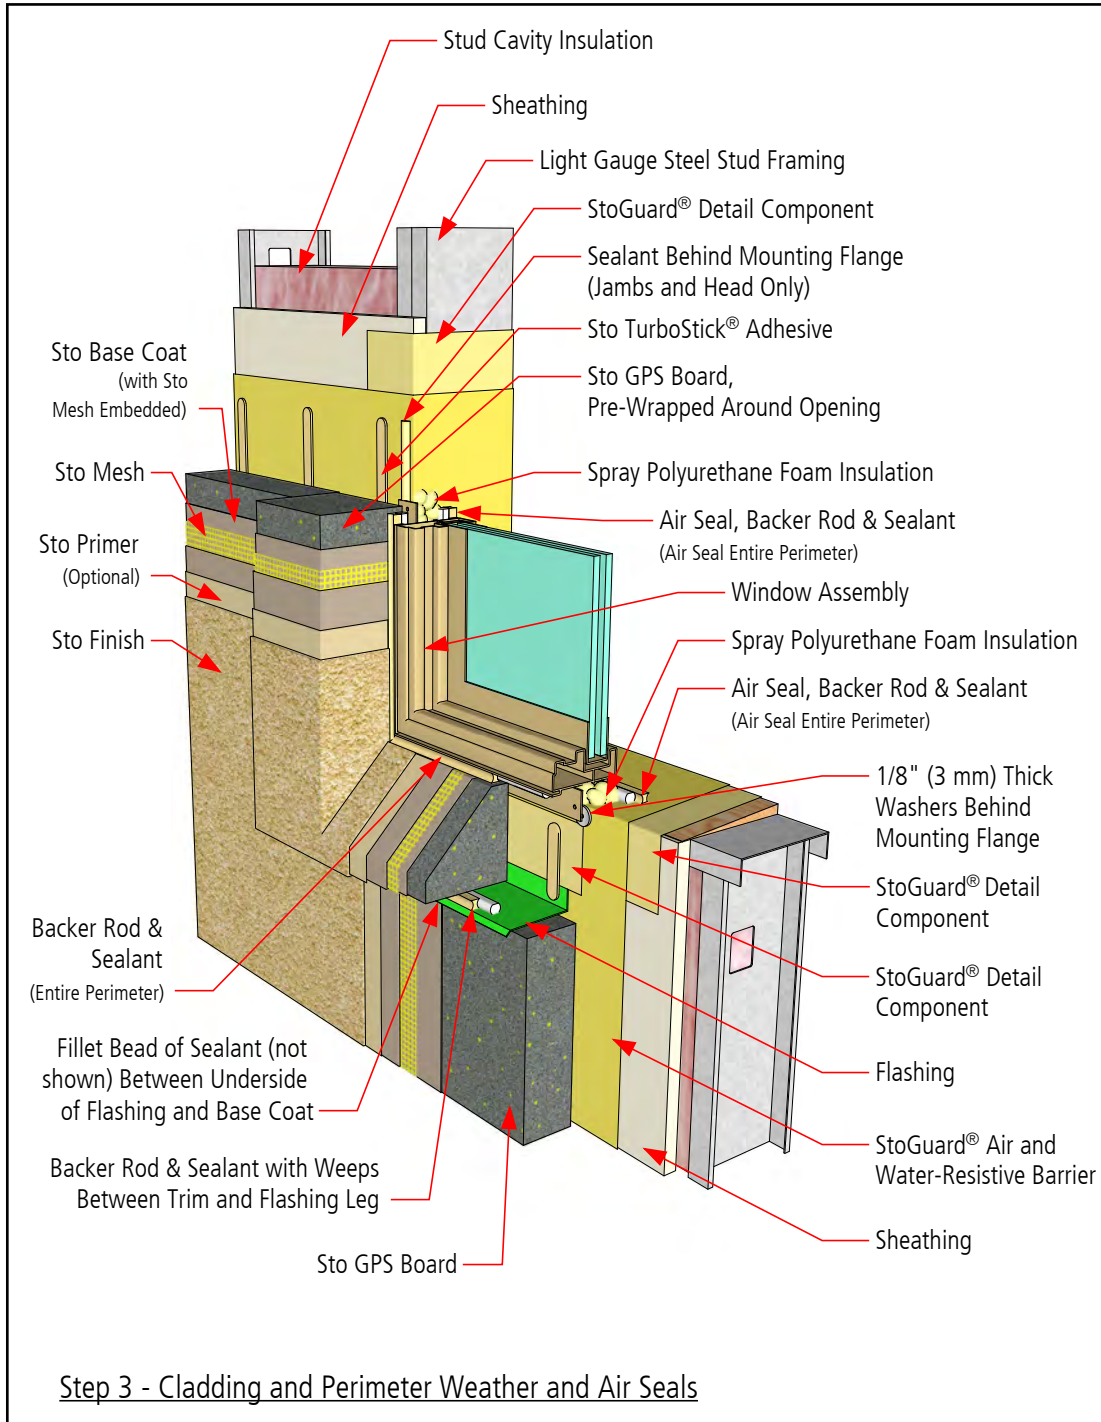 Stud Cavity Insulation
Sheathing
Light Gauge Steel Stud Framing
StoGuard® Detail Component
Sealant Behind Mounting Flange
(Jambs and Head Only)
Sto TurboStick® Adhesive
Sto GPS Board,
Pre-Wrapped Around Opening
Spray Polyurethane Foam Insulation
Air Seal, Backer Rod & Sealant
(Air Seal Entire Perimeter)
Window Assembly
Spray Polyurethane Foam Insulation
Air Seal, Backer Rod & Sealant
(Air Seal Entire Perimeter)
1/8" (3 mm) Thick
Washers Behind
Mounting Flange
StoGuard® Detail
Component
StoGuard® Detail
Component
Flashing
StoGuard® Air and
Water-Resistive Barrier
Sheathing
Sto Base Coat
(with Sto
Mesh Embedded)
Sto Mesh
Sto Primer
(Optional)
Sto Finish
Backer Rod &
Sealant
(Entire Perimeter)
Fillet Bead of Sealant (not
shown) Between Underside
of Flashing and Base Coat
Backer Rod & Sealant with Weeps
Between Trim and Flashing Leg
Sto GPS Board
Step 3 - Cladding and Perimeter Weather and Air Seals